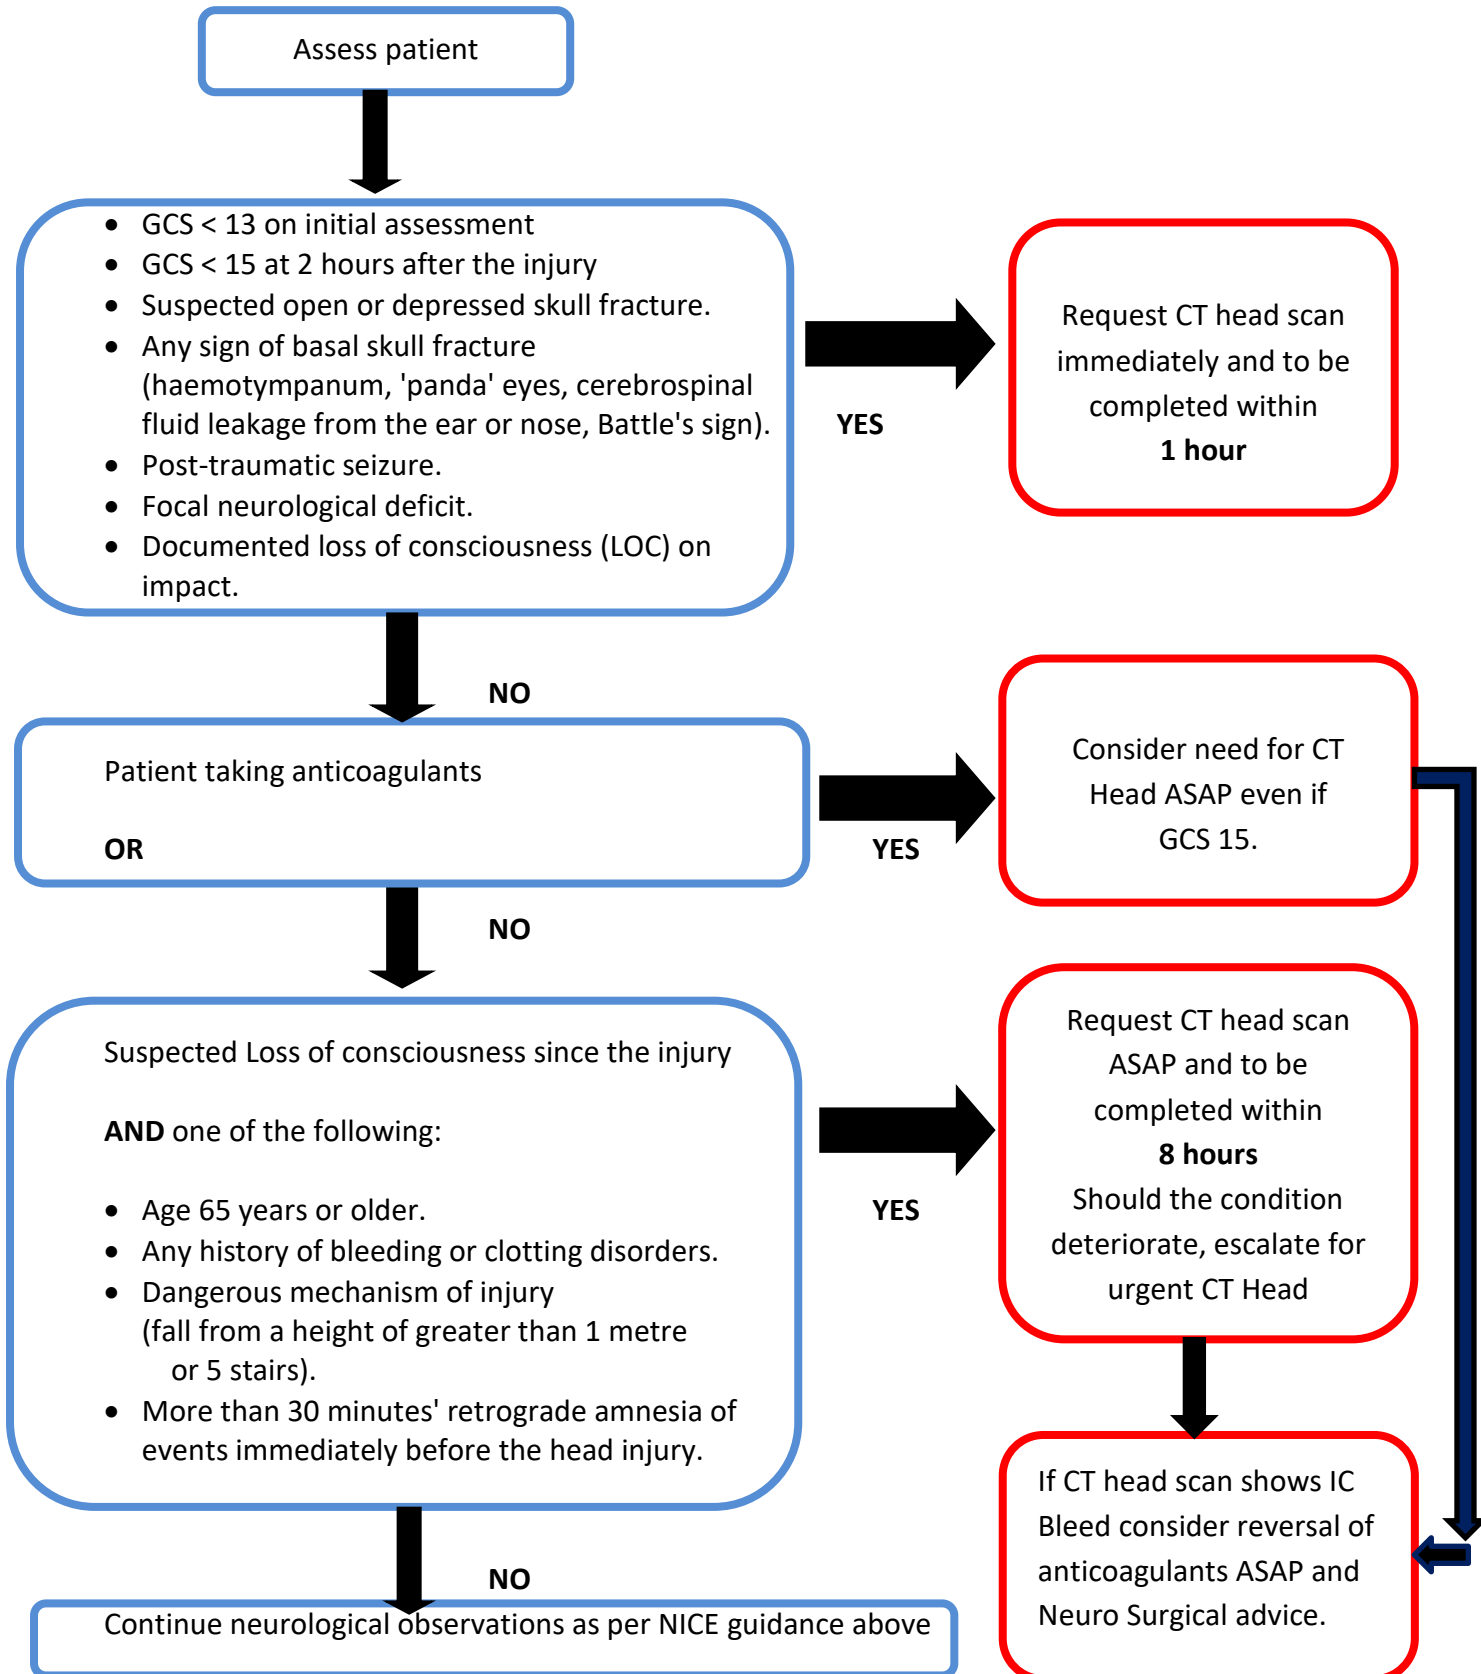 Assess patient
• GCS < 13 on initial assessment
• GCS < 15 at 2 hours after the injury
• Suspected open or depressed skull fracture.
• Any sign of basal skull fracture
(haemotympanum, 'panda' eyes, cerebrospinal
fluid leakage from the ear or nose, Battle's sign).
• Post-traumatic seizure.
• Focal neurological deficit.
• Documented loss of consciousness (LOC) on
impact.
YES
Request CT head scan
immediately and to be
completed within
1 hour
NO
Patient taking anticoagulants
OR
YES
Consider need for CT
Head ASAP even if
GCS 15.
NO
Suspected Loss of consciousness since the injury
AND one of the following:
• Age 65 years or older.
• Any history of bleeding or clotting disorders.
• Dangerous mechanism of injury
(fall from a height of greater than 1 metre
or 5 stairs).
• More than 30 minutes' retrograde amnesia of
events immediately before the head injury.
YES
Request CT head scan
ASAP and to be
completed within
8 hours
Should the condition
deteriorate, escalate for
urgent CT Head
If CT head scan shows IC
Bleed consider reversal of
anticoagulants ASAP and
Neuro Surgical advice.
NO
Continue neurological observations as per NICE guidance above